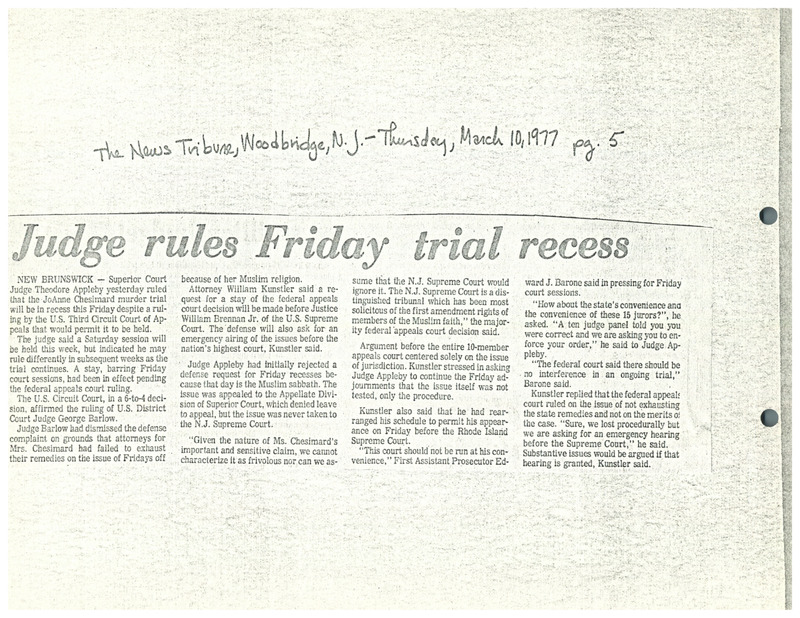 The News Tribune, Woodbridge, N.J. - Thursday, March 10, 1977 pg. 5
Judge rules Friday trial recess
NEW BRUNSWICK — Superior Court
Judge Theodore Appleby yesterday ruled
that the JoAnne Chesimard murder trial
will be in recess this Friday despite a rul-
ing by the U.S. Third Circuit Court of Ap-
peals that would permit it to be held.
The judge said a Saturday session will
be held this week, but indicated he may
rule differently in subsequent weeks as the
trial continues. A stay, barring Friday
court sessions, had been in effect pending
the federal appeals court ruling.
The U.S. Circuit Court, in a 6-to-4 deci-
sion, affirmed the ruling of U.S. District
Court Judge George Barlow.
Judge Barlow had dismissed the defense
complaint on grounds that attorneys for
Mrs. Chesimard had failed to exhaust
their remedies on the issue of Fridays off
because of her Muslim religion.
Attorney William Kunstler said a re-
quest for a stay of the federal appeals
court decision will be made before Justice
William Brennan Jr. of the U.S. Supreme
Court. The defense will also ask for an
emergency airing of the issues before the
nation's highest court, Kunstler said.
Judge Appleby had initially rejected a
defense request for Friday recesses be-
cause that day is the Muslim sabbath. The
issue was appealed to the Appellate Divi-
sion of Superior Court, which denied leave
to appeal, but the issue was never taken to
the N.J. Supreme Court.
"Given the nature of Ms. Chesimard's
important and sensitive claim, we cannot
characterize it as frivolous nor can we as-
sume that the N.J. Supreme Court would
ignore it. The N.J. Supreme Court is a dis-
tinguished tribunal which has been most
solicitous of the first amendment rights of
members of the Muslim faith," the major-
ity federal appeals court decision said.
Argument before the entire 10-member
appeals court centered solely on the issue
of jurisdiction. Kunstler stressed in asking
Judge Appleby to continue the Friday ad-
journments that the issue itself was not
tested, only the procedure.
Kunstler also said that he had rear-
ranged his schedule to permit his appear-
ance on Friday before the Rhode Island
Supreme Court.
"This court should not be run at his con-
venience," First Assistant Prosecutor Ed-
ward J. Barone said in pressing for Friday
court sessions.
"How about the state's convenience and
the convenience of these 15 jurors?", he
asked. "A ten judge panel told you you
were correct and we are asking you to en-
force your order," he said to Judge Ap-
pleby.
"The federal court said there should be
no interference in an ongoing trial,"
Barone said.
Kunstler replied that the federal appeals
court ruled on the issue of not exhausting
the state remedies and not on the merits of
the case. "Sure, we lost procedurally but
we are asking for an emergency hearing
before the Supreme Court," he said.
Substantive issues would be argued if that
hearing is granted, Kunstler said.